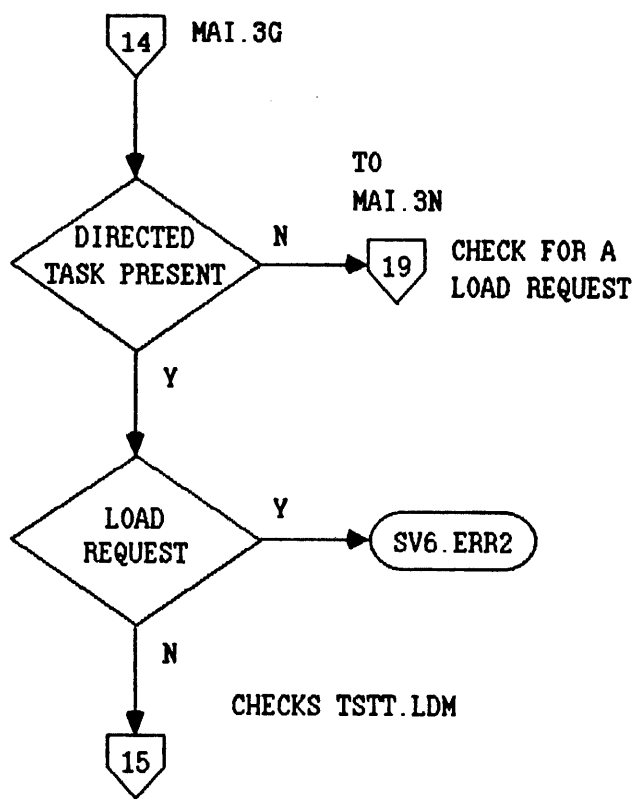 14 MAI.3G
TO
MAI.3N
DIRECTED
TASK PRESENT
N
19
CHECK FOR A
LOAD REQUEST
Y
LOAD
REQUEST
Y
SV6.ERR2
N
CHECKS TSTT.LDM
15